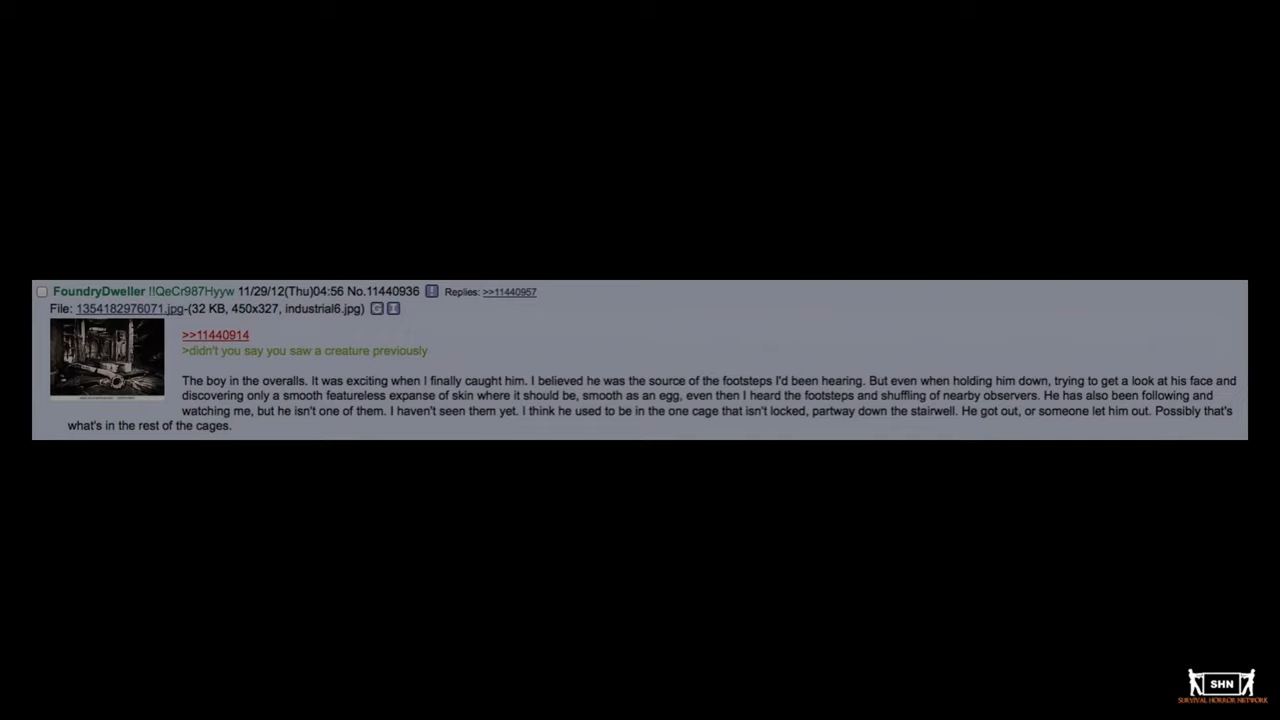 FoundryDweller !!QeCr987Hyyw 11/29/12(Thu)04:56 No.11440936 Replies: >>11440957
File: 1354182976071.jpg-(32 KB, 450x327, industrial6.jpg) G I
>>11440914
>didn't you say you saw a creature previously
The boy in the overalls. It was exciting when I finally caught him. I believed he was the source of the footsteps I'd been hearing. But even when holding him down, trying to get a look at his face and
discovering only a smooth featureless expanse of skin where it should be, smooth as an egg, even then I heard the footsteps and shuffling of nearby observers. He has also been following and
watching me, but he isn't one of them. I haven't seen them yet. I think he used to be in the one cage that isn't locked, partway down the stairwell. He got out, or someone let him out. Possibly that's
what's in the rest of the cages.
SHN
SURVIVAL HORROR NETWORK